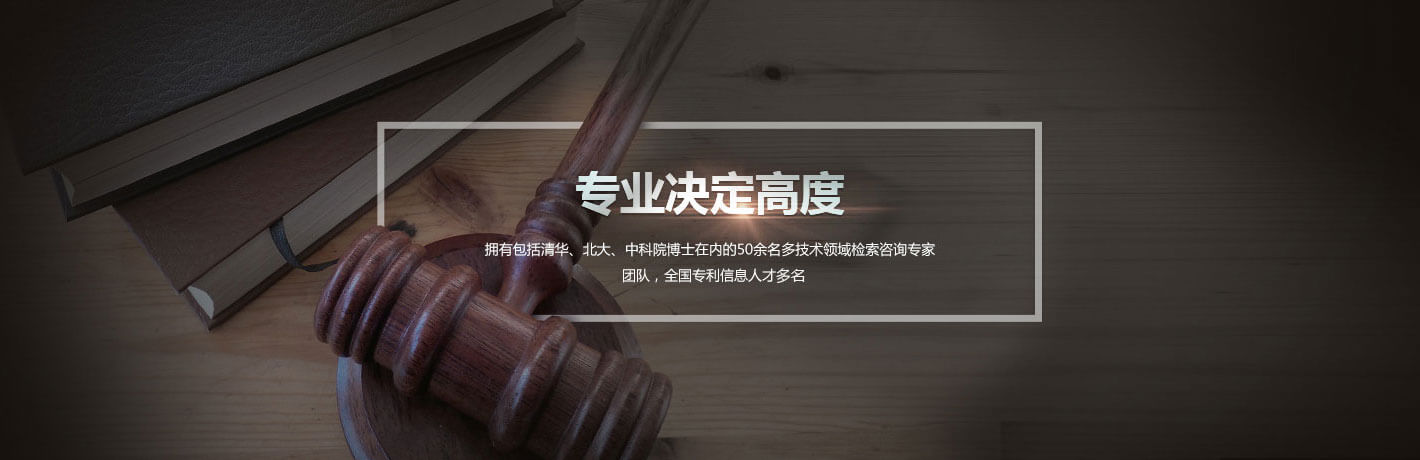 专业决定高度
拥有包括清华、北大、中科院博士在内的50余名多技术领域检索咨询专家
团队，全国专利信息人才多名